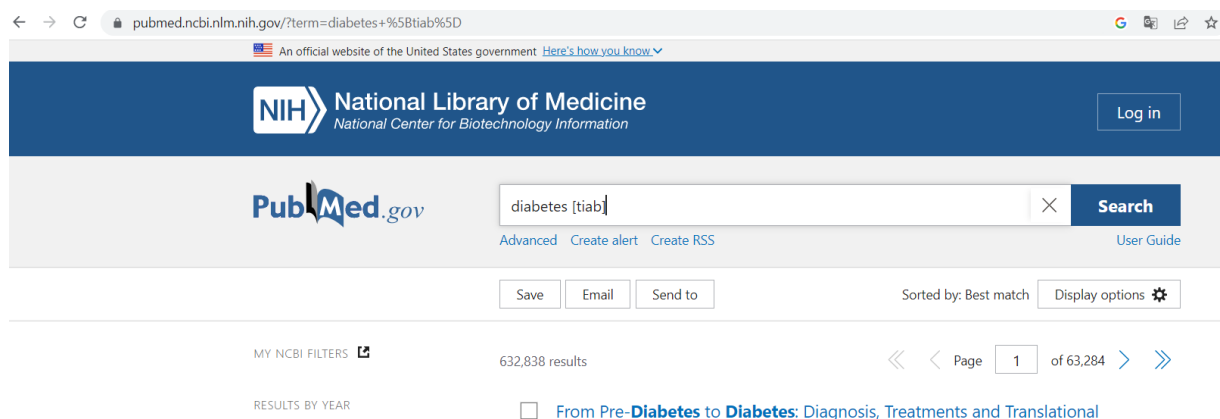 pubmed.ncbi.nlm.nih.gov/?term=diabetes+%5Btiab%5D
An official website of the United States government Here's how you know
NIH National Library of Medicine
National Center for Biotechnology Information
Log in
PubMed.gov
diabetes [tiab]
Search
Advanced Create alert Create RSS User Guide
Save Email Send to Sorted by: Best match Display options
MY NCBI FILTERS
632,838 results Page 1 of 63,284
RESULTS BY YEAR
From Pre-Diabetes to Diabetes: Diagnosis, Treatments and Translational